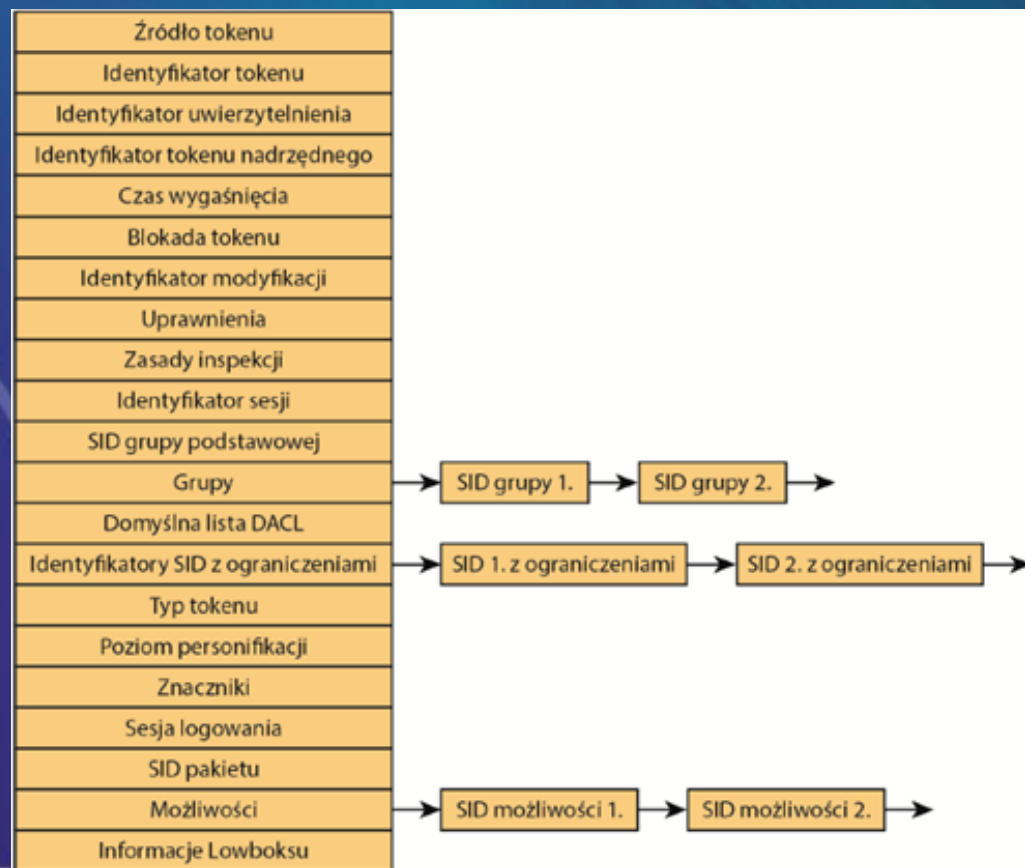 Źródło tokenu
Identyfikator tokenu
Identyfikator uwierzytelnienia
Identyfikator tokenu nadrzędnego
Czas wygaśnięcia
Blokada tokenu
Identyfikator modyfikacji
Uprawnienia
Zasady inspekcji
Identyfikator sesji
SID grupy podstawowej
Grupy SID grupy 1. SID grupy 2.
Domyślna lista DACL
Identyfikatory SID z ograniczeniami SID 1. z ograniczeniami SID 2. z ograniczeniami
Typ tokenu
Poziom personifikacji
Znaczniki
Sesja logowania
SID pakietu
Możliwości SID możliwości 1. SID możliwości 2.
Informacje Lowboksu